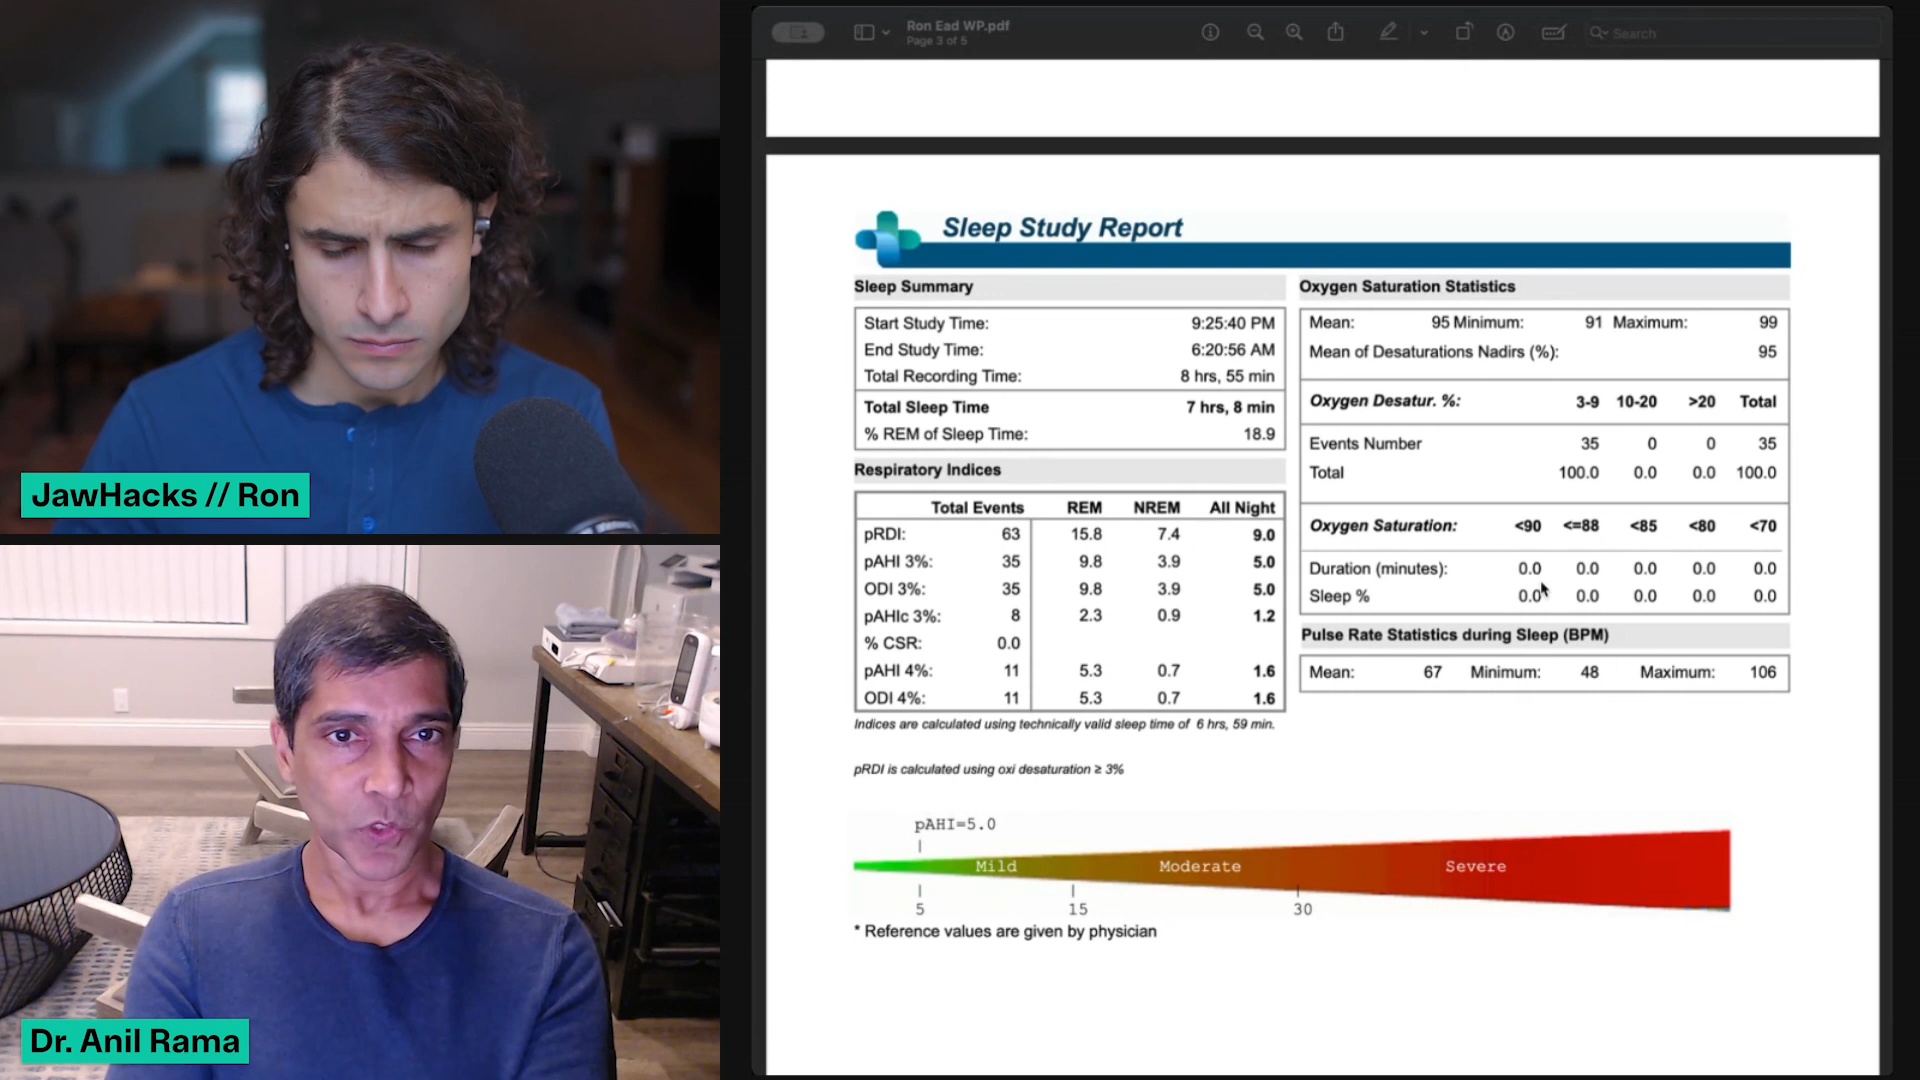 JawHacks // Ron
Dr. Anil Rama
Ron Ead WP.pdf
Page 3 of 5
Search
Sleep Study Report
Sleep Summary
Start Study Time: 9:25:40 PM
End Study Time: 6:20:56 AM
Total Recording Time: 8 hrs, 55 min
Total Sleep Time 7 hrs, 8 min
% REM of Sleep Time: 18.9
Respiratory Indices
Total Events REM NREM All Night
pRDI: 63 15.8 7.4 9.0
pAHI 3%: 35 9.8 3.9 5.0
ODI 3%: 35 9.8 3.9 5.0
pAHIc 3%: 8 2.3 0.9 1.2
% CSR: 0.0
pAHI 4%: 11 5.3 0.7 1.6
ODI 4%: 11 5.3 0.7 1.6
Indices are calculated using technically valid sleep time of 6 hrs, 59 min.
pRDI is calculated using oxi desaturation ≥ 3%
Oxygen Saturation Statistics
Mean: 95 Minimum: 91 Maximum: 99
Mean of Desaturations Nadirs (%): 95
Oxygen Desatur. %: 3-9 10-20 >20 Total
Events Number 35 0 0 35
Total 100.0 0.0 0.0 100.0
Oxygen Saturation: <90 <=88 <85 <80 <70
Duration (minutes): 0.0 0.0 0.0 0.0 0.0
Sleep % 0.0 0.0 0.0 0.0 0.0
Pulse Rate Statistics during Sleep (BPM)
Mean: 67 Minimum: 48 Maximum: 106
pAHI=5.0
Mild Moderate Severe
5 15 30
* Reference values are given by physician